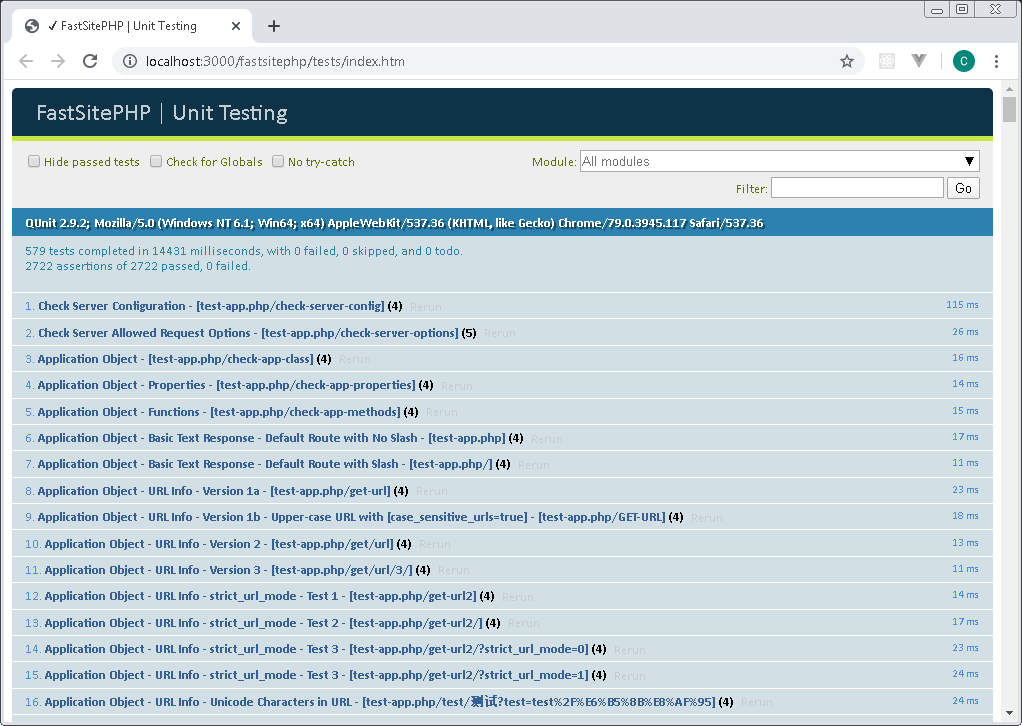 ✓ FastSitePHP | Unit Testing
localhost:3000/fastsitephp/tests/index.htm
C
FastSitePHP | Unit Testing
Hide passed tests Check for Globals No try-catch Module: All modules
Filter: Go
QUnit 2.9.2; Mozilla/5.0 (Windows NT 6.1; Win64; x64) AppleWebKit/537.36 (KHTML, like Gecko) Chrome/79.0.3945.117 Safari/537.36
579 tests completed in 14431 milliseconds, with 0 failed, 0 skipped, and 0 todo.
2722 assertions of 2722 passed, 0 failed.
1. Check Server Configuration - [test-app.php/check-server-config] (4) Rerun 115 ms
2. Check Server Allowed Request Options - [test-app.php/check-server-options] (5) Rerun 26 ms
3. Application Object - [test-app.php/check-app-class] (4) Rerun 16 ms
4. Application Object - Properties - [test-app.php/check-app-properties] (4) Rerun 14 ms
5. Application Object - Functions - [test-app.php/check-app-methods] (4) Rerun 15 ms
6. Application Object - Basic Text Response - Default Route with No Slash - [test-app.php] (4) Rerun 17 ms
7. Application Object - Basic Text Response - Default Route with Slash - [test-app.php/] (4) Rerun 11 ms
8. Application Object - URL Info - Version 1a - [test-app.php/get-url] (4) Rerun 23 ms
9. Application Object - URL Info - Version 1b - Upper-case URL with [case_sensitive_urls=true] - [test-app.php/GET-URL] (4) Rerun 18 ms
10. Application Object - URL Info - Version 2 - [test-app.php/get/url] (4) Rerun 13 ms
11. Application Object - URL Info - Version 3 - [test-app.php/get/url/3/] (4) Rerun 11 ms
12. Application Object - URL Info - strict_url_mode - Test 1 - [test-app.php/get-url2] (4) Rerun 14 ms
13. Application Object - URL Info - strict_url_mode - Test 2 - [test-app.php/get-url2/] (4) Rerun 17 ms
14. Application Object - URL Info - strict_url_mode - Test 3 - [test-app.php/get-url2/?strict_url_mode=0] (4) Rerun 23 ms
15. Application Object - URL Info - strict_url_mode - Test 3 - [test-app.php/get-url2/?strict_url_mode=1] (4) Rerun 24 ms
16. Application Object - URL Info - Unicode Characters in URL - [test-app.php/test/测试?test=test%2F%E6%B5%8B%E8%AF%95] (4) Rerun 24 ms